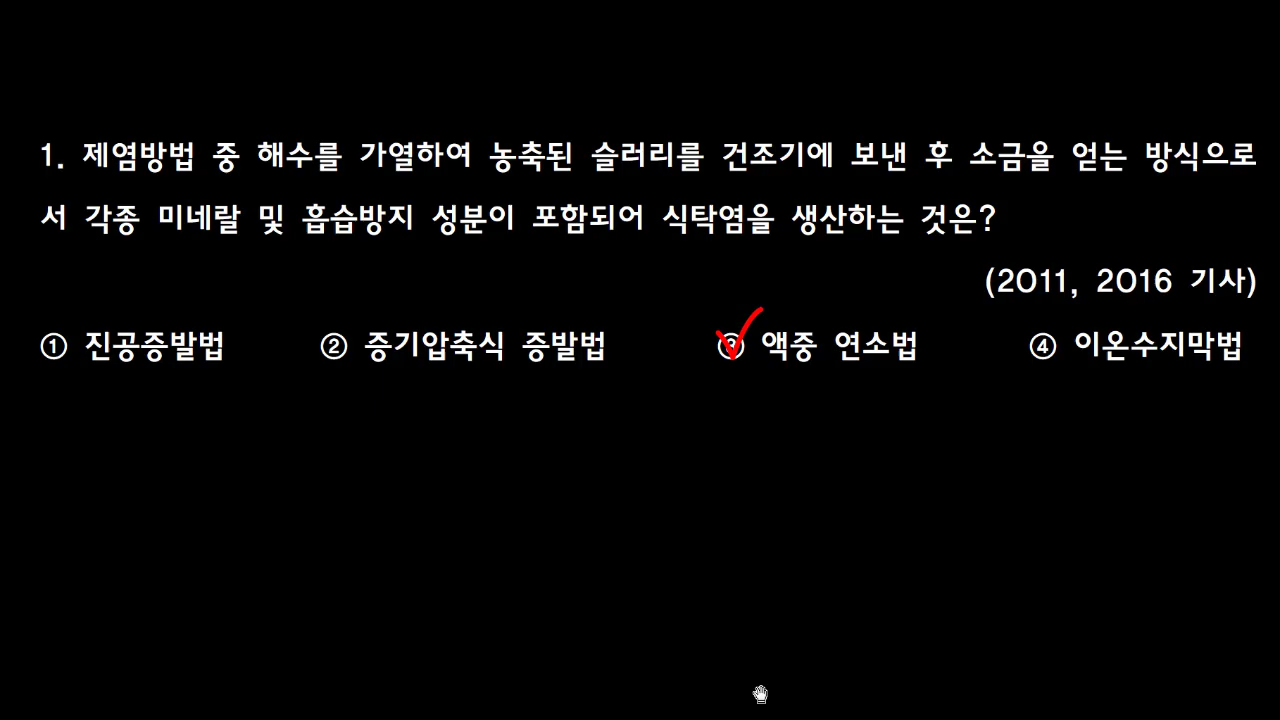 1. 제염방법 중 해수를 가열하여 농축된 슬러리를 건조기에 보낸 후 소금을 얻는 방식으로
서 각종 미네랄 및 흡습방지 성분이 포함되어 식탁염을 생산하는 것은?
(2011, 2016 기사)
① 진공증발법 ② 증기압축식 증발법 ③ 액중 연소법 ④ 이온수지막법